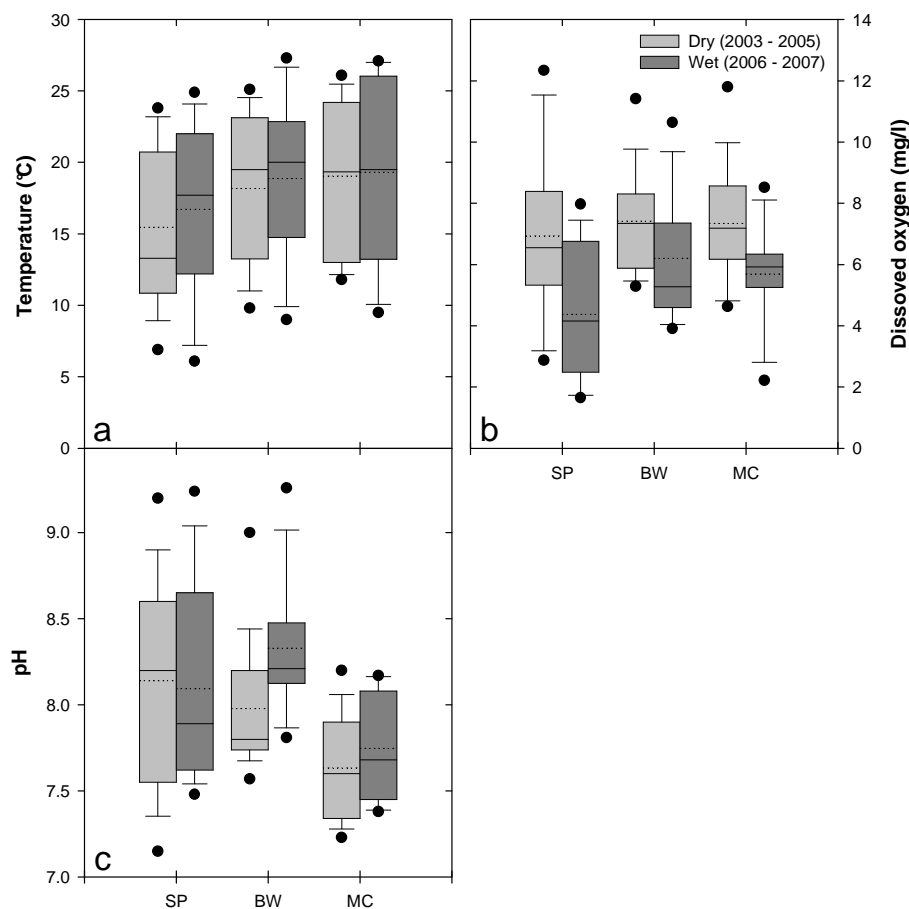 30
25
20
15
10
5
0
Temperature (°C)
a
Dry (2003 - 2005)
Wet (2006 - 2007)
14
12
10
8
6
4
2
0
Dissoved oxygen (mg/l)
b
SP BW MC
9.0
8.5
8.0
7.5
7.0
pH
c
SP BW MC